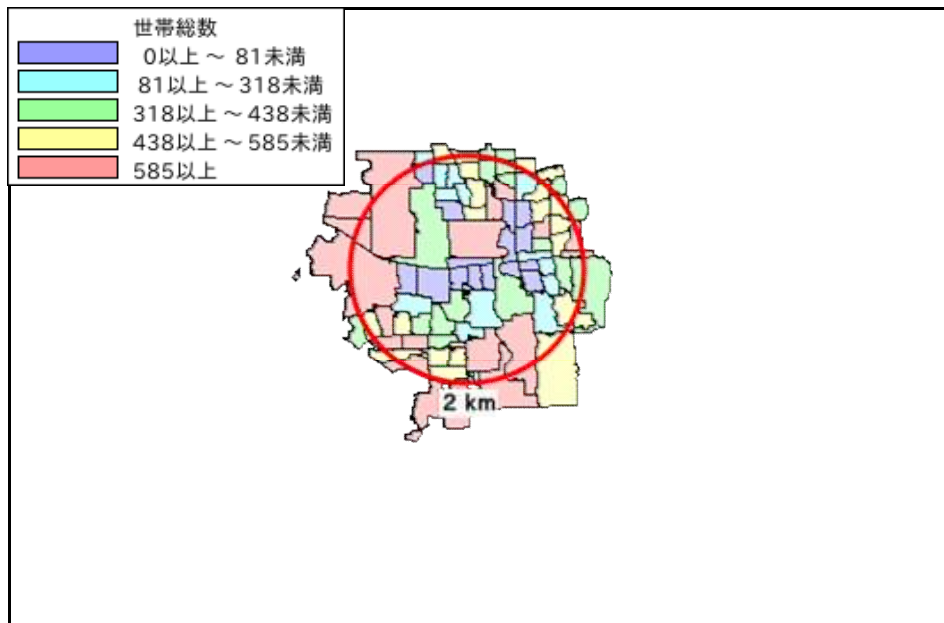 世帯総数
0以上 ～ 81未満
81以上 ～ 318未満
318以上 ～ 438未満
438以上 ～ 585未満
585以上
2 km